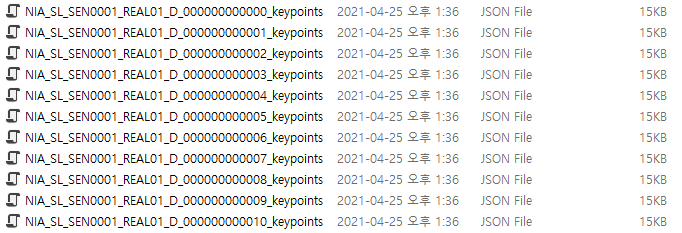 NIA_SL_SEN0001_REAL01_D_000000000000_keypoints 2021-04-25 오후 1:36 JSON File 15KB
NIA_SL_SEN0001_REAL01_D_000000000001_keypoints 2021-04-25 오후 1:36 JSON File 15KB
NIA_SL_SEN0001_REAL01_D_000000000002_keypoints 2021-04-25 오후 1:36 JSON File 15KB
NIA_SL_SEN0001_REAL01_D_000000000003_keypoints 2021-04-25 오후 1:36 JSON File 15KB
NIA_SL_SEN0001_REAL01_D_000000000004_keypoints 2021-04-25 오후 1:36 JSON File 15KB
NIA_SL_SEN0001_REAL01_D_000000000005_keypoints 2021-04-25 오후 1:36 JSON File 15KB
NIA_SL_SEN0001_REAL01_D_000000000006_keypoints 2021-04-25 오후 1:36 JSON File 15KB
NIA_SL_SEN0001_REAL01_D_000000000007_keypoints 2021-04-25 오후 1:36 JSON File 15KB
NIA_SL_SEN0001_REAL01_D_000000000008_keypoints 2021-04-25 오후 1:36 JSON File 15KB
NIA_SL_SEN0001_REAL01_D_000000000009_keypoints 2021-04-25 오후 1:36 JSON File 15KB
NIA_SL_SEN0001_REAL01_D_000000000010_keypoints 2021-04-25 오후 1:36 JSON File 15KB